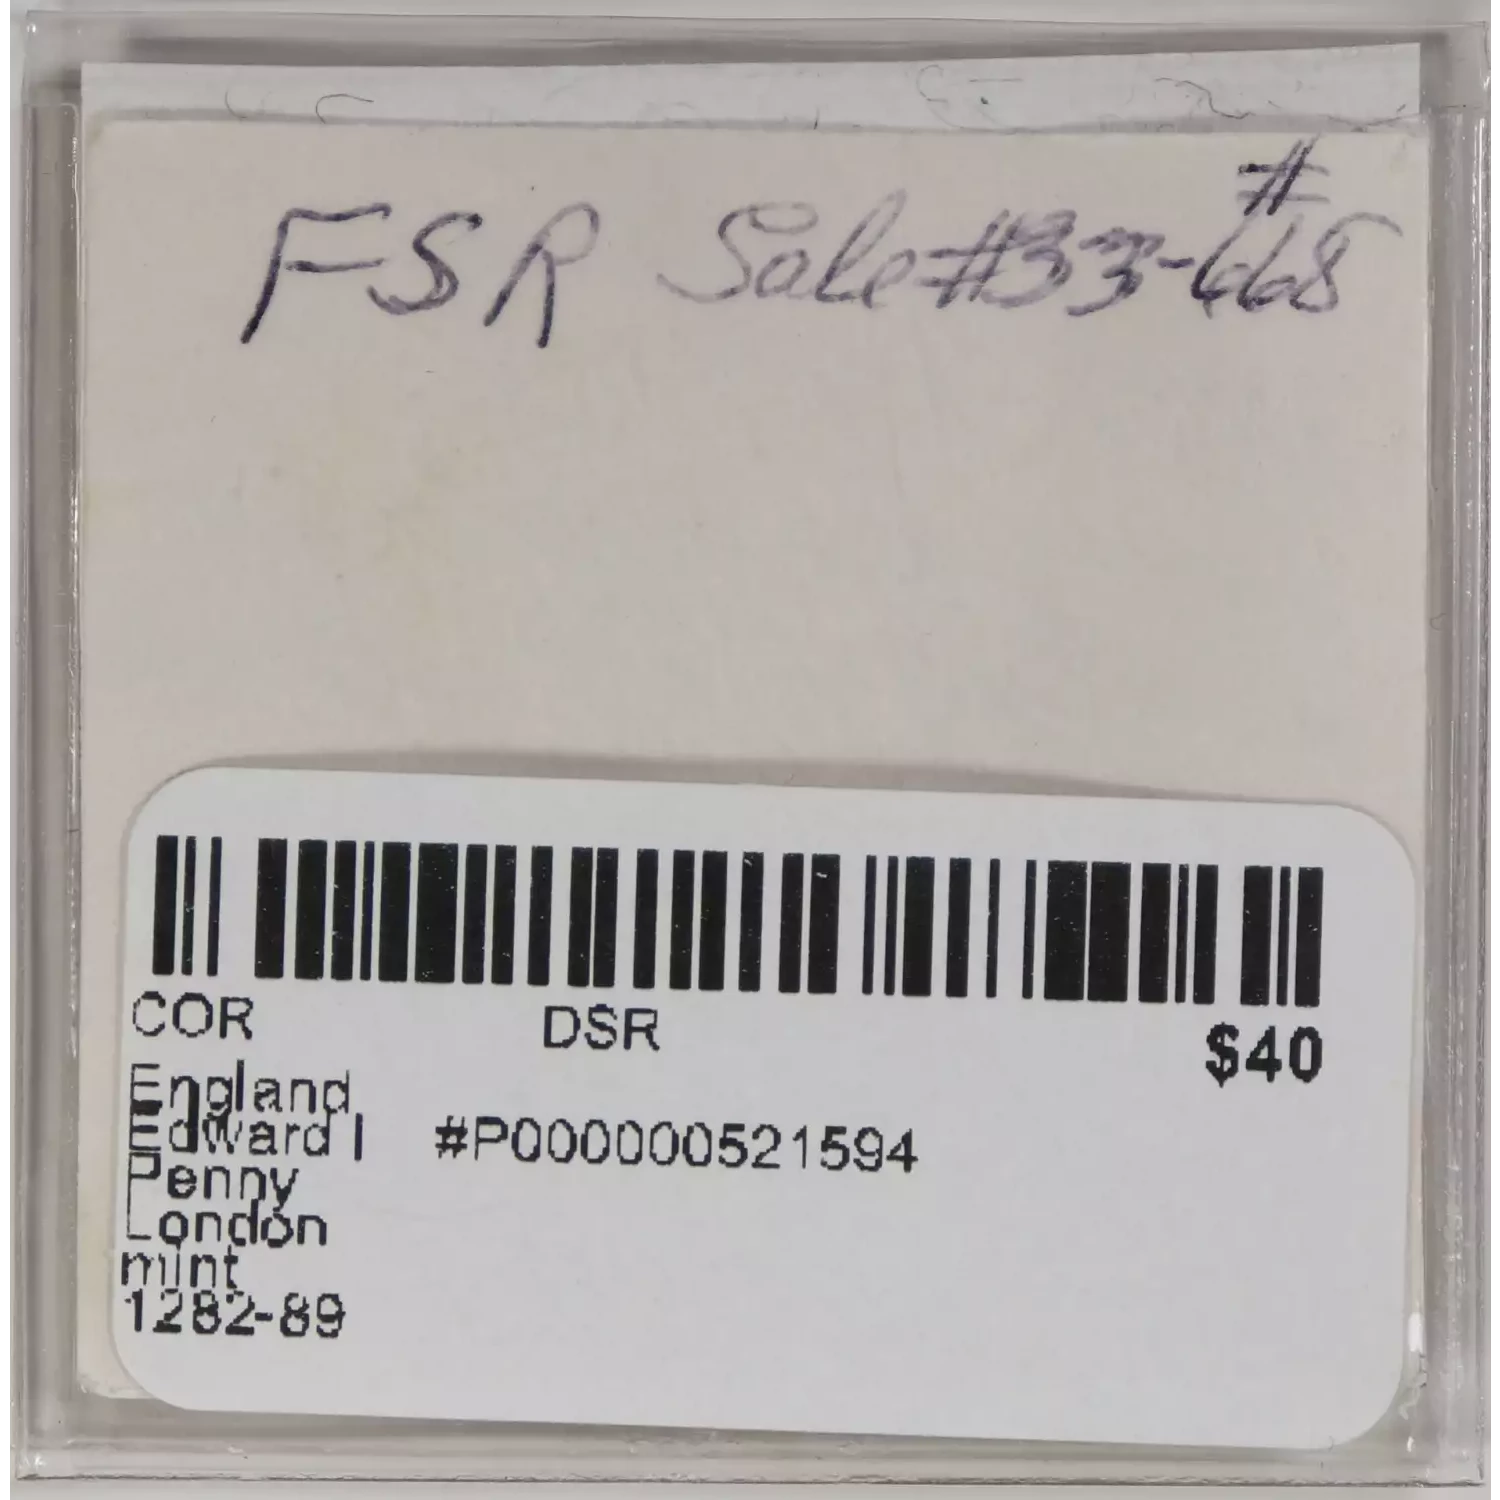 #
FSR Sale #33-668
COR DSR $40
England
Edward I #P000000521594
Penny
London
mint
1282-89